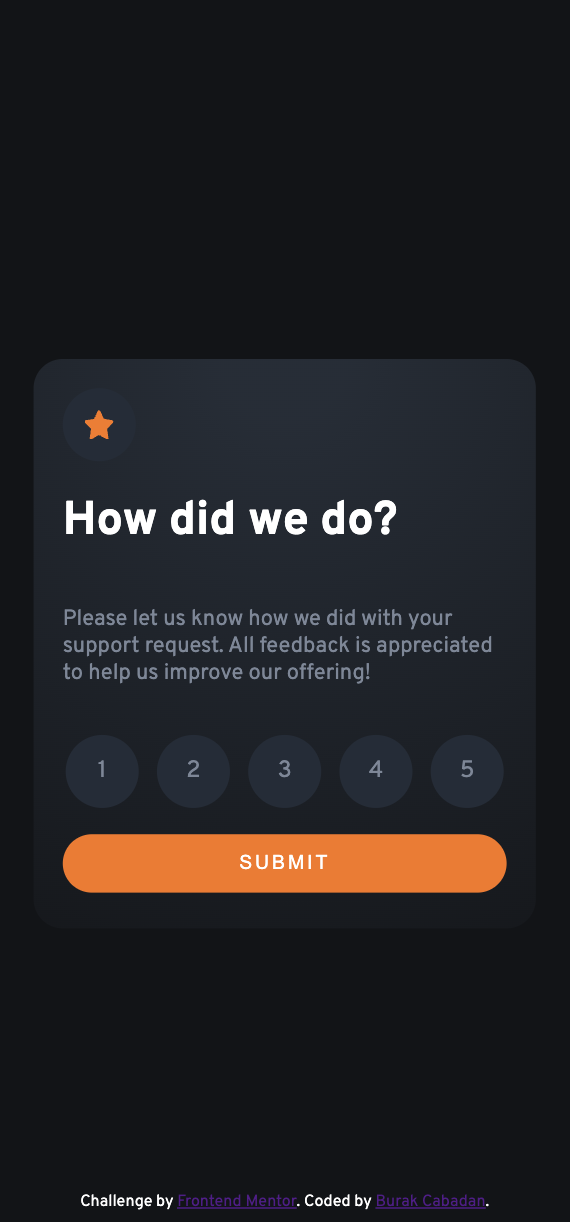 How did we do?
Please let us know how we did with your
support request. All feedback is appreciated
to help us improve our offering!
1 2 3 4 5
SUBMIT
Challenge by Frontend Mentor. Coded by Burak Cabadan.